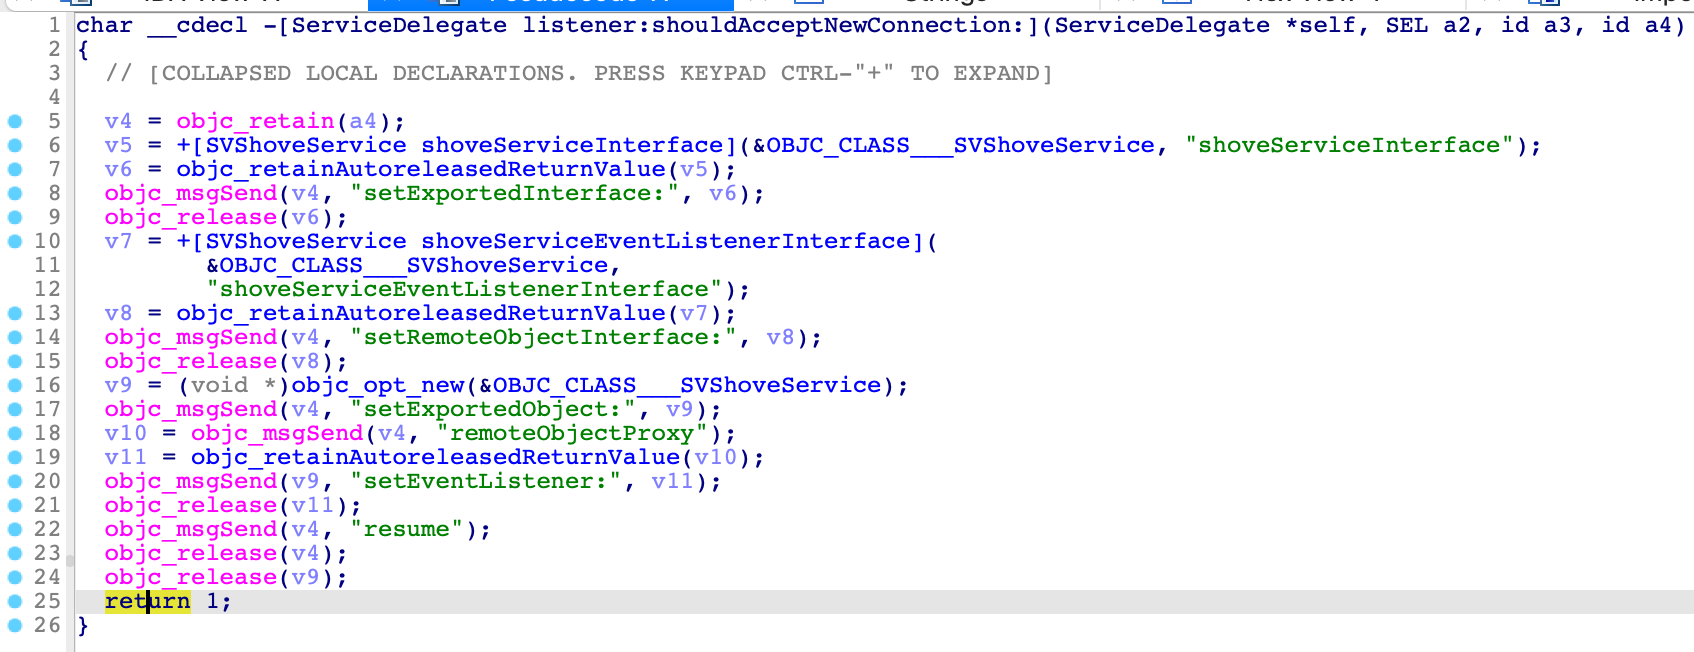 1 char __cdecl -[ServiceDelegate listener:shouldAcceptNewConnection:](ServiceDelegate *self, SEL a2, id a3, id a4)
2 {
3 // [COLLAPSED LOCAL DECLARATIONS. PRESS KEYPAD CTRL-"+" TO EXPAND]
4
5 v4 = objc_retain(a4);
6 v5 = +[SVShoveService shoveServiceInterface](&OBJC_CLASS___SVShoveService, "shoveServiceInterface");
7 v6 = objc_retainAutoreleasedReturnValue(v5);
8 objc_msgSend(v4, "setExportedInterface:", v6);
9 objc_release(v6);
10 v7 = +[SVShoveService shoveServiceEventListenerInterface](
11 &OBJC_CLASS___SVShoveService,
12 "shoveServiceEventListenerInterface");
13 v8 = objc_retainAutoreleasedReturnValue(v7);
14 objc_msgSend(v4, "setRemoteObjectInterface:", v8);
15 objc_release(v8);
16 v9 = (void *)objc_opt_new(&OBJC_CLASS___SVShoveService);
17 objc_msgSend(v4, "setExportedObject:", v9);
18 v10 = objc_msgSend(v4, "remoteObjectProxy");
19 v11 = objc_retainAutoreleasedReturnValue(v10);
20 objc_msgSend(v9, "setEventListener:", v11);
21 objc_release(v11);
22 objc_msgSend(v4, "resume");
23 objc_release(v4);
24 objc_release(v9);
25 return 1;
26 }